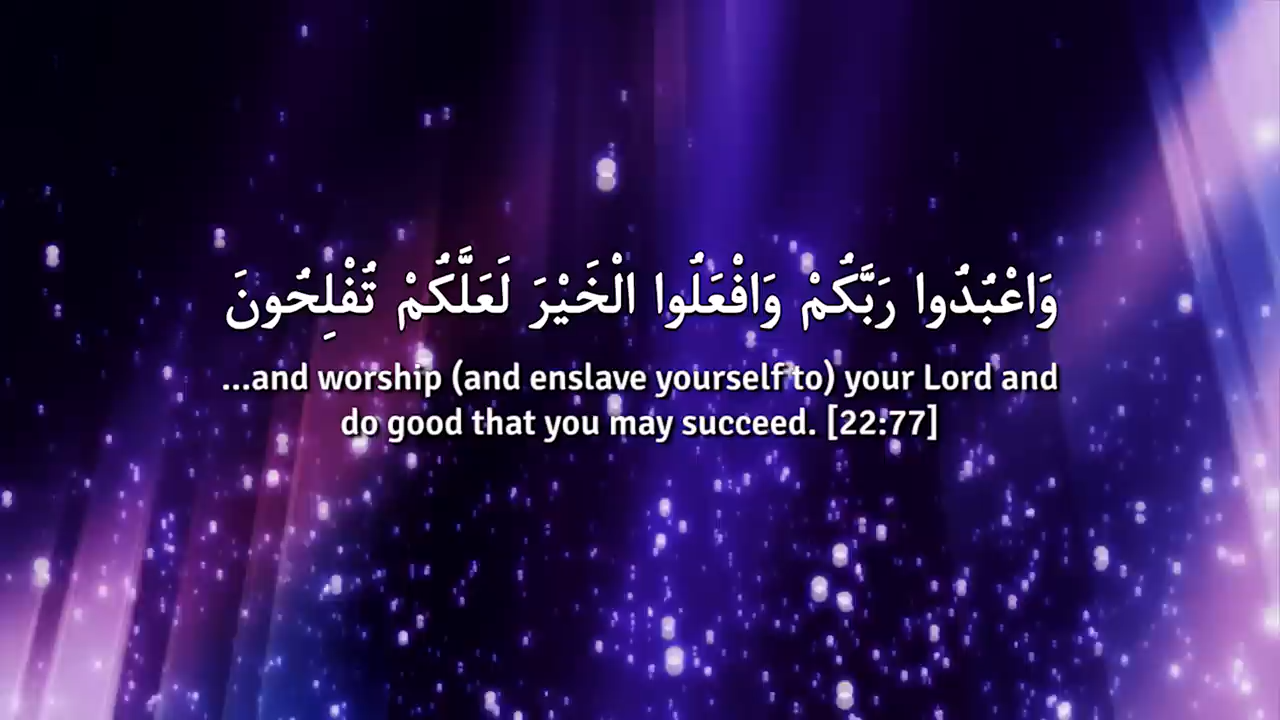 وَاعْبُدُوا رَبَّكُمْ وَافْعَلُوا الْخَيْرَ لَعَلَّكُمْ تُفْلِحُونَ
...and worship (and enslave yourself to) your Lord and
do good that you may succeed. [22:77]